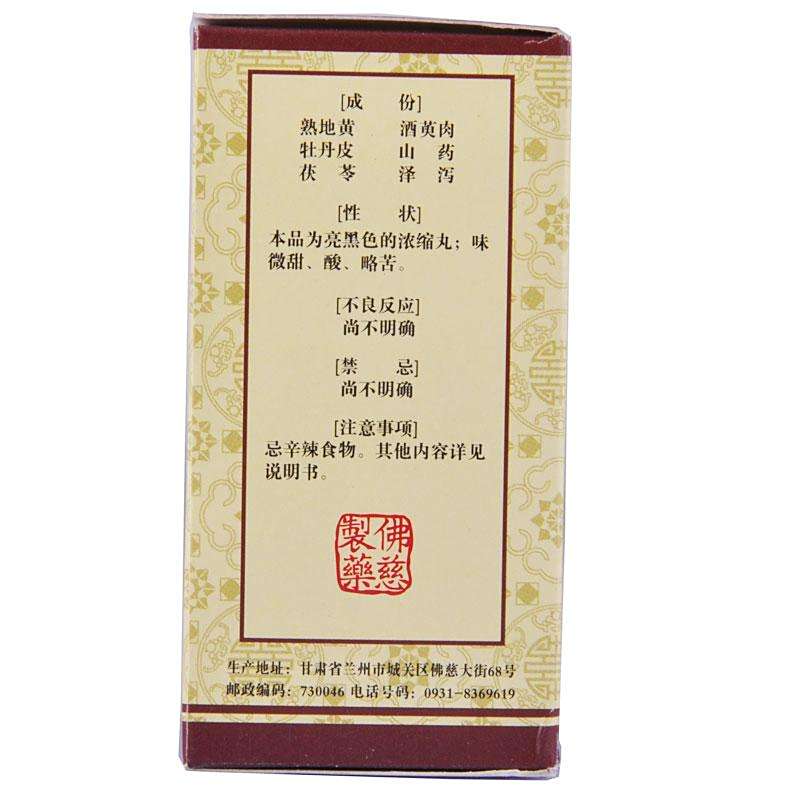 [成 份]
熟地黄 酒萸肉
牡丹皮 山 药
茯 苓 泽 泻
[性 状]
本品为亮黑色的浓缩丸；味
微甜、酸、略苦。
[不良反应]
尚不明确
[禁 忌]
尚不明确
[注意事项]
忌辛辣食物。其他内容详见
说明书。
佛慈
製藥
生产地址：甘肃省兰州市城关区佛慈大街68号
邮政编码：730046 电话号码：0931-8369619